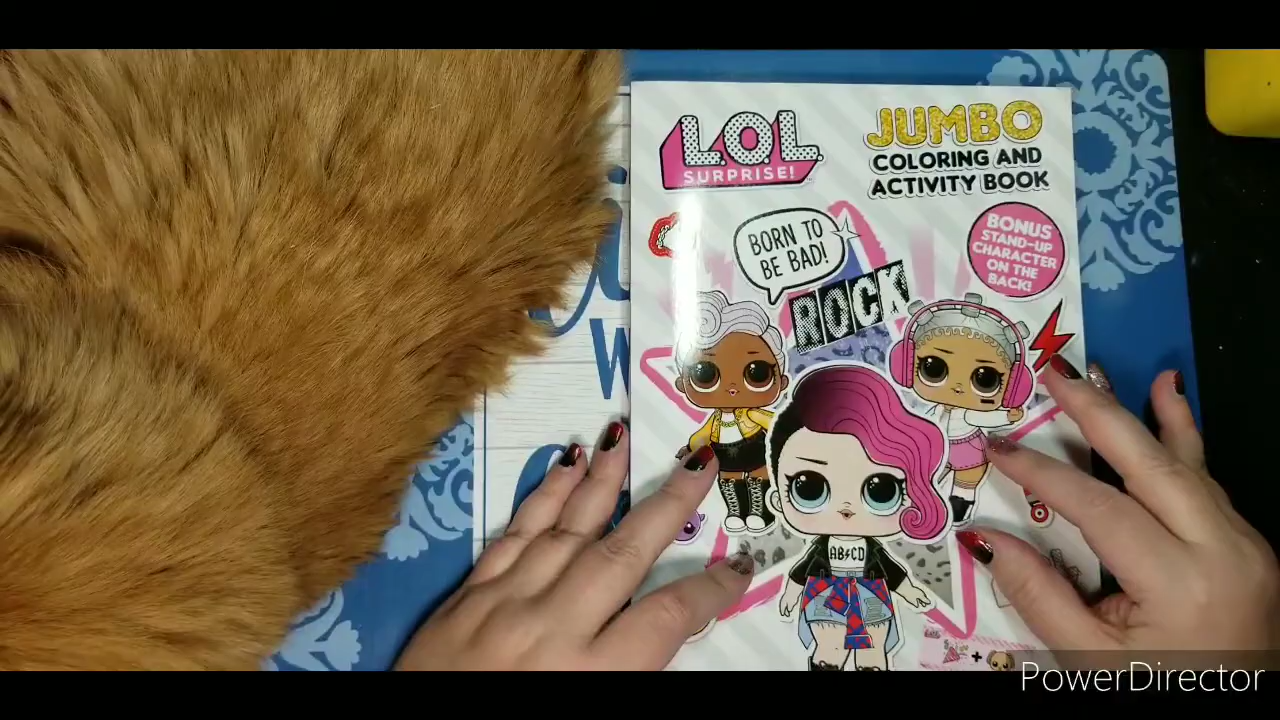 L.O.L.
SURPRISE!
JUMBO
COLORING AND
ACTIVITY BOOK
BORN TO
BE BAD!
ROCK
BONUS
STAND-UP
CHARACTER
ON THE
BACK!
AB⚡CD
PowerDirector